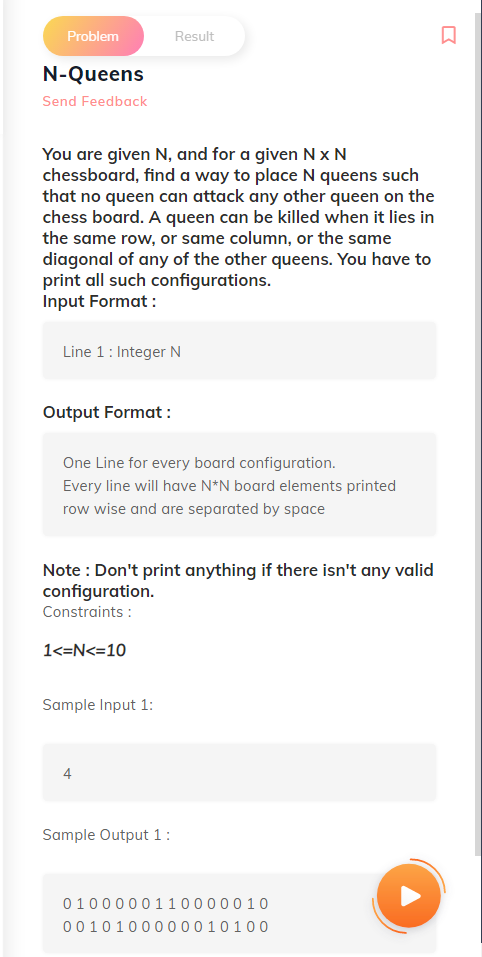 Problem
Result
N-Queens
Send Feedback
You are given N, and for a given N x N
chessboard, find a way to place N queens such
that no queen can attack any other queen on the
chess board. A queen can be killed when it lies in
the same row, or same column, or the same
diagonal of any of the other queens. You have to
print all such configurations.
Input Format :
Line 1 : Integer N
Output Format :
One Line for every board configuration.
Every line will have N*N board elements printed
row wise and are separated by space
Note : Don't print anything if there isn't any valid
configuration.
Constraints :
1<=N<=10
Sample Input 1:
4
Sample Output 1 :
0 1 0 0 0 0 0 1 1 0 0 0 0 0 1 0
0 0 1 0 1 0 0 0 0 0 0 1 0 1 0 0